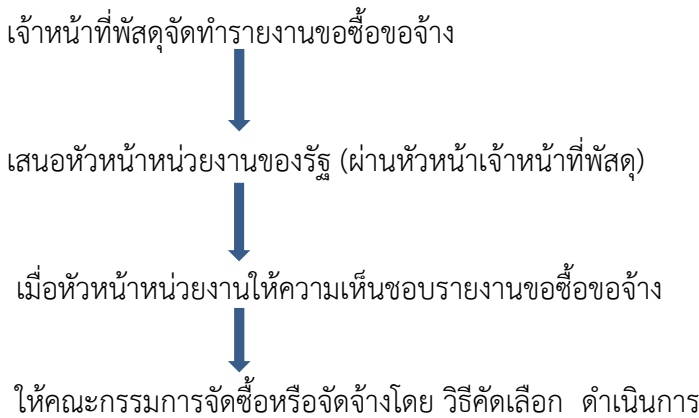 เจ้าหน้าที่พัสดุจัดทำรายงานขอซื้อขอจ้าง
เสนอหัวหน้าหน่วยงานของรัฐ (ผ่านหัวหน้าเจ้าหน้าที่พัสดุ)
เมื่อหัวหน้าหน่วยงานให้ความเห็นชอบรายงานขอซื้อขอจ้าง
ให้คณะกรรมการจัดซื้อหรือจัดจ้างโดย วิธีคัดเลือก ดำเนินการ